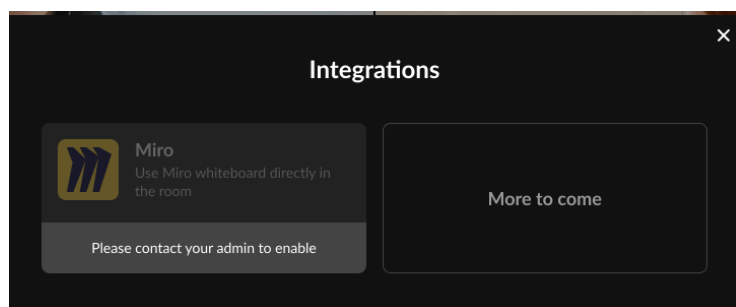 Integrations
Miro
Use Miro whiteboard directly in
the room
Please contact your admin to enable
More to come